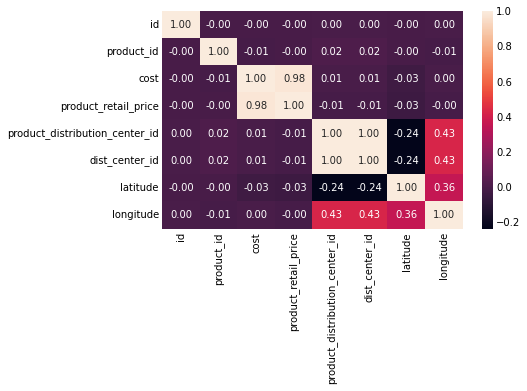 id 1.00 -0.00 -0.00 -0.00 0.00 0.00 -0.00 0.00
product_id -0.00 1.00 -0.01 -0.00 0.02 0.02 -0.00 -0.01
cost -0.00 -0.01 1.00 0.98 0.01 0.01 -0.03 0.00
product_retail_price -0.00 -0.00 0.98 1.00 -0.01 -0.01 -0.03 -0.00
product_distribution_center_id 0.00 0.02 0.01 -0.01 1.00 1.00 -0.24 0.43
dist_center_id 0.00 0.02 0.01 -0.01 1.00 1.00 -0.24 0.43
latitude -0.00 -0.00 -0.03 -0.03 -0.24 -0.24 1.00 0.36
longitude 0.00 -0.01 0.00 -0.00 0.43 0.43 0.36 1.00
id
product_id
cost
product_retail_price
product_distribution_center_id
dist_center_id
latitude
longitude
1.0
0.8
0.6
0.4
0.2
0.0
−0.2